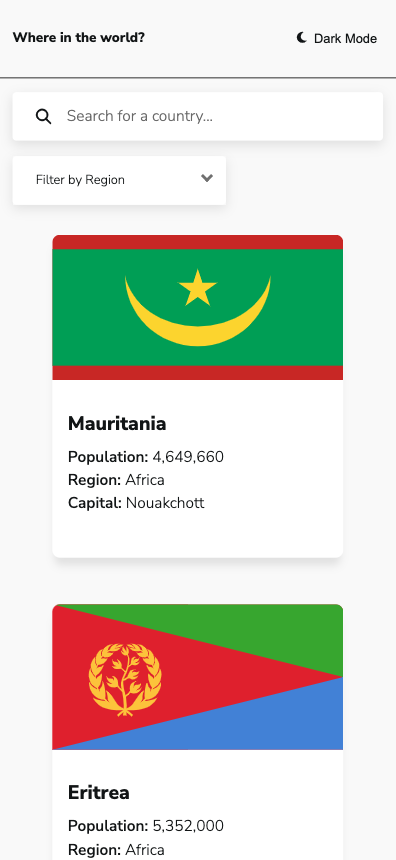 Where in the world?
Dark Mode
Search for a country...
Filter by Region
Mauritania
Population: 4,649,660
Region: Africa
Capital: Nouakchott
Eritrea
Population: 5,352,000
Region: Africa